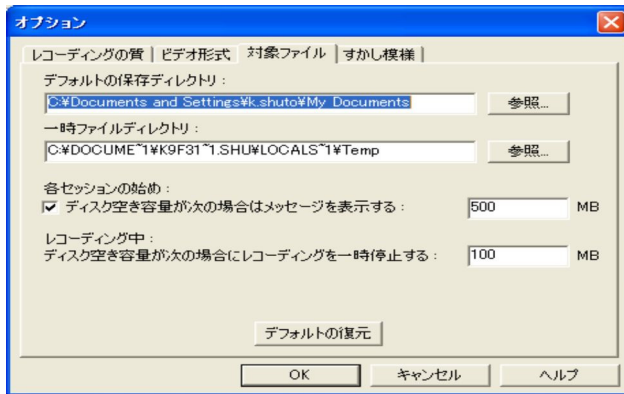 オプション
レコーディングの質 ビデオ形式 対象ファイル すかし模様
デフォルトの保存ディレクトリ:
C:¥Documents and Settings¥k.shuto¥My Documents 参照...
一時ファイルディレクトリ:
C:¥DOCUME~1¥K9F31~1.SHU¥LOCALS~1¥Temp 参照...
各セッションの始め:
ディスク空き容量が次の場合はメッセージを表示する: 500 MB
レコーディング中:
ディスク空き容量が次の場合にレコーディングを一時停止する: 100 MB
デフォルトの復元
OK キャンセル ヘルプ